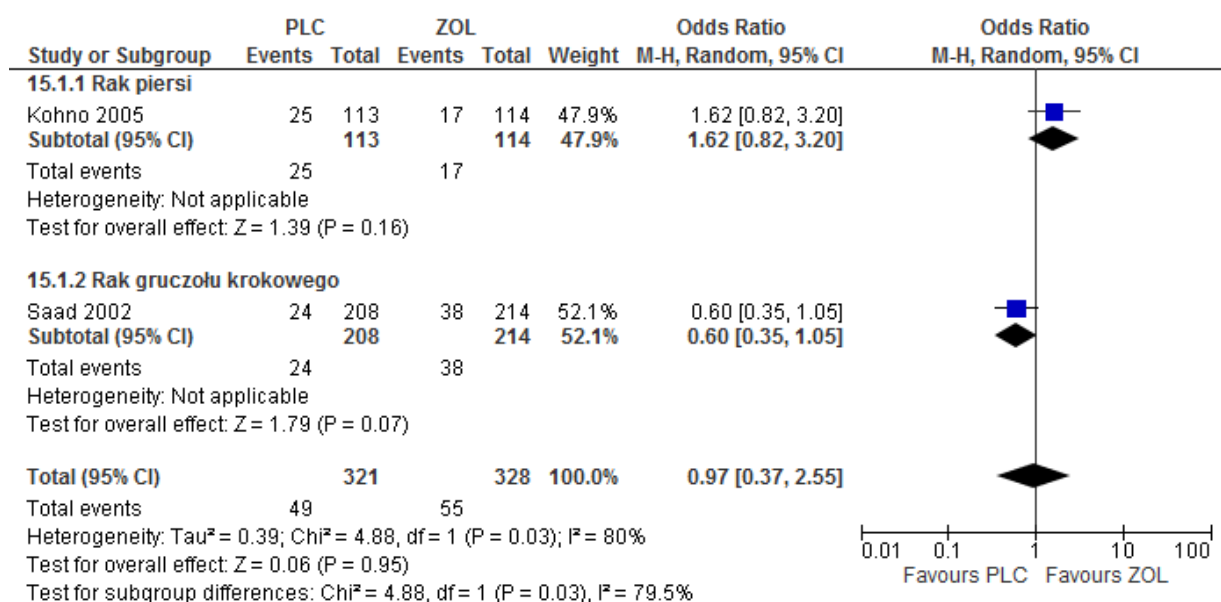 PLC ZOL Odds Ratio Odds Ratio
Study or Subgroup Events Total Events Total Weight M-H, Random, 95% CI M-H, Random, 95% CI
15.1.1 Rak piersi
Kohno 2005 25 113 17 114 47.9% 1.62 [0.82, 3.20]
Subtotal (95% CI) 113 114 47.9% 1.62 [0.82, 3.20]
Total events 25 17
Heterogeneity: Not applicable
Test for overall effect: Z = 1.39 (P = 0.16)
15.1.2 Rak gruczołu krokowego
Saad 2002 24 208 38 214 52.1% 0.60 [0.35, 1.05]
Subtotal (95% CI) 208 214 52.1% 0.60 [0.35, 1.05]
Total events 24 38
Heterogeneity: Not applicable
Test for overall effect: Z = 1.79 (P = 0.07)
Total (95% CI) 321 328 100.0% 0.97 [0.37, 2.55]
Total events 49 55
Heterogeneity: Tau² = 0.39; Chi² = 4.88, df = 1 (P = 0.03); I² = 80%
Test for overall effect: Z = 0.06 (P = 0.95)
Test for subgroup differences: Chi² = 4.88, df = 1 (P = 0.03), I² = 79.5%
0.01 0.1 1 10 100
Favours PLC Favours ZOL